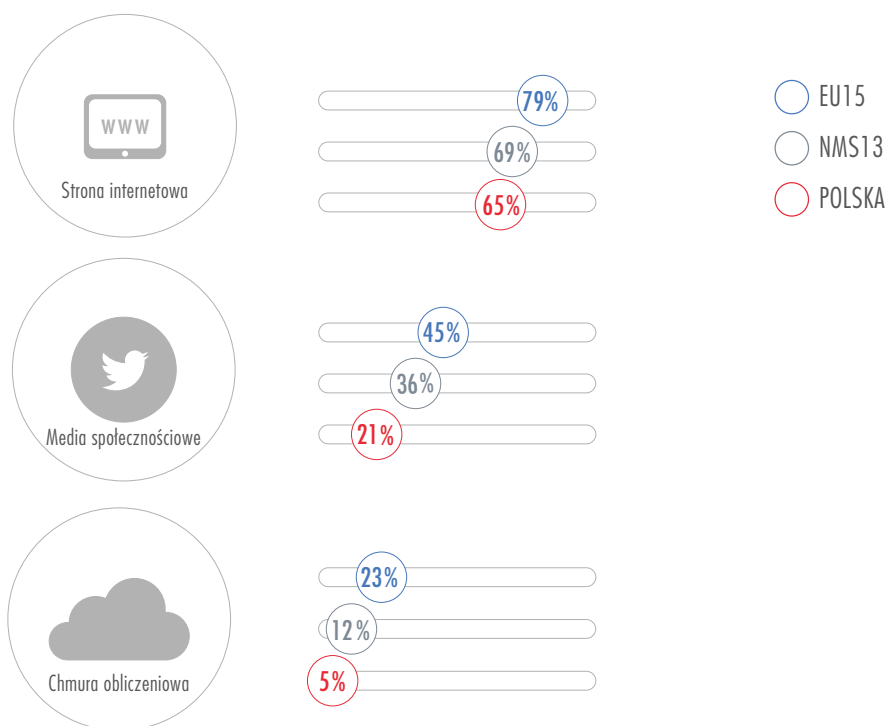 WWW
Strona internetowa
79%
69%
65%
EU15
NMS13
POLSKA
Media społecznościowe
45%
36%
21%
Chmura obliczeniowa
23%
12%
5%